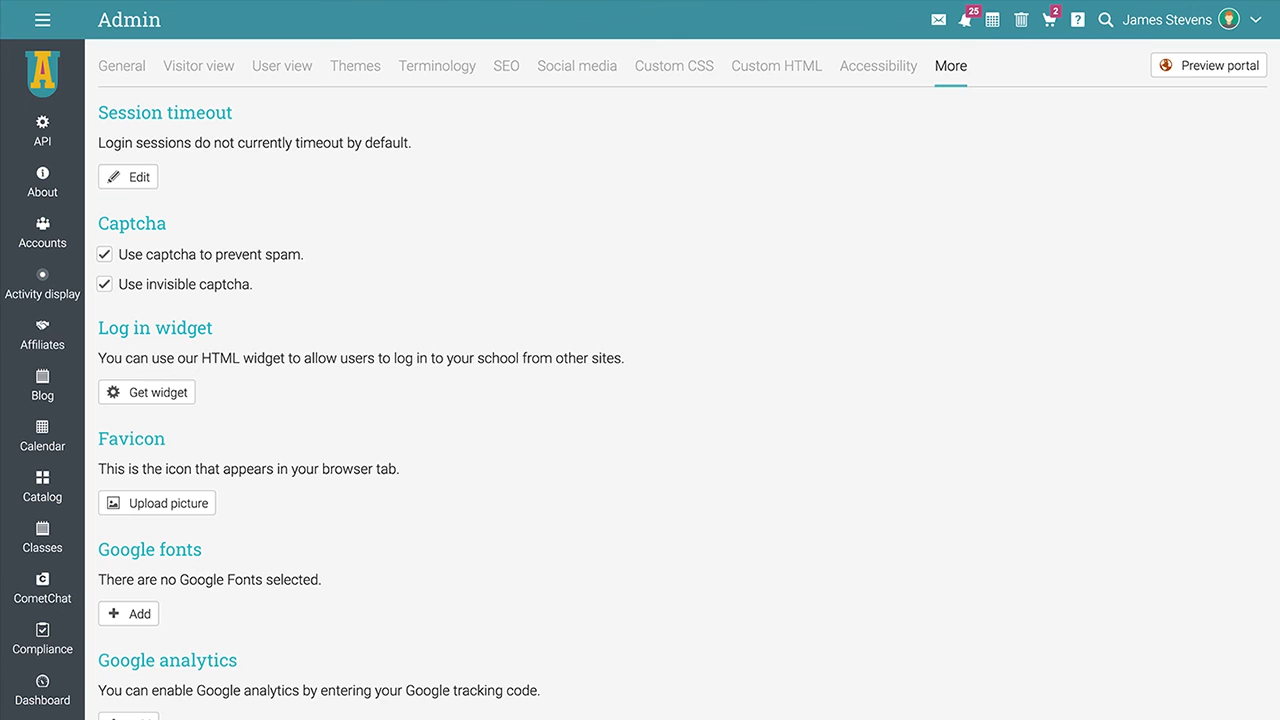 Admin
25
2
?
James Stevens
A
API
About
Accounts
Activity display
Affiliates
Blog
Calendar
Catalog
Classes
CometChat
Compliance
Dashboard
General Visitor view User view Themes Terminology SEO Social media Custom CSS Custom HTML Accessibility More
Preview portal
Session timeout
Login sessions do not currently timeout by default.
Edit
Captcha
Use captcha to prevent spam.
Use invisible captcha.
Log in widget
You can use our HTML widget to allow users to log in to your school from other sites.
Get widget
Favicon
This is the icon that appears in your browser tab.
Upload picture
Google fonts
There are no Google Fonts selected.
Add
Google analytics
You can enable Google analytics by entering your Google tracking code.